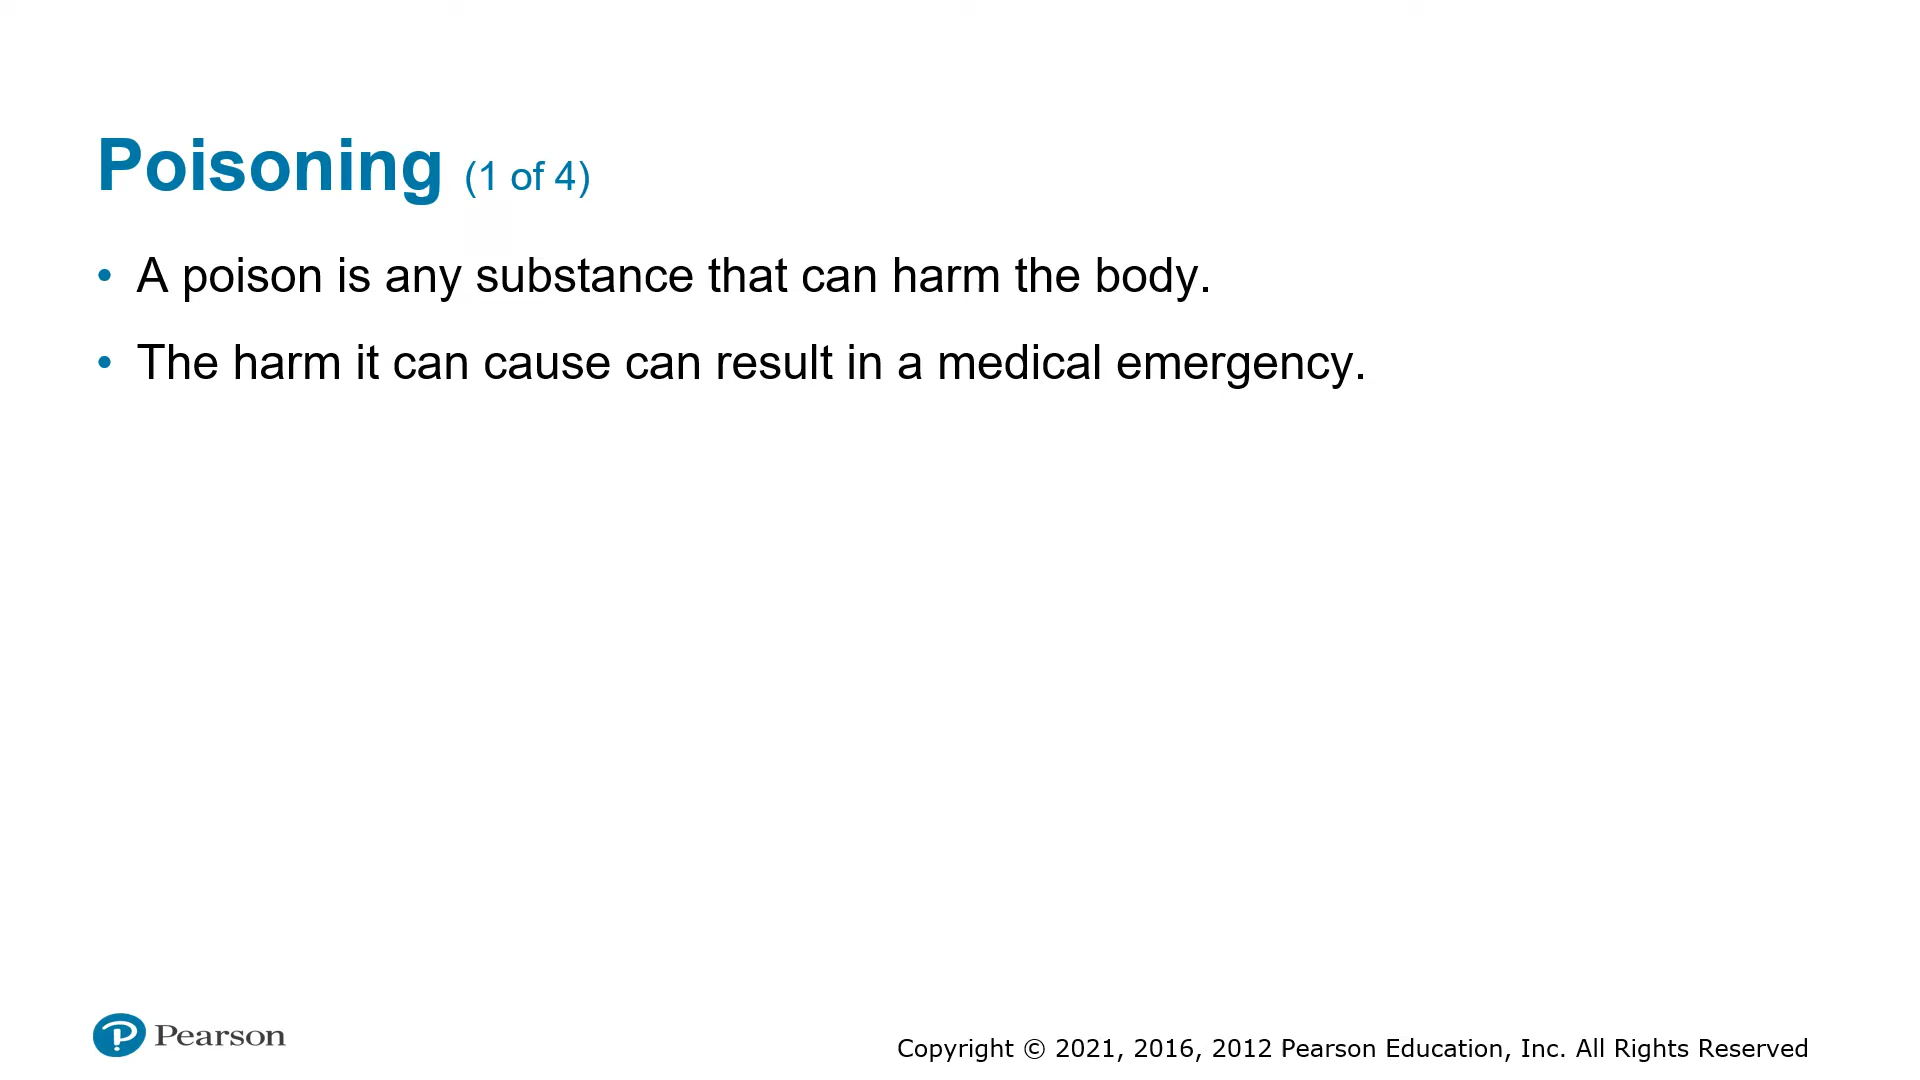 Poisoning (1 of 4)
• A poison is any substance that can harm the body.
• The harm it can cause can result in a medical emergency.
Pearson
Copyright © 2021, 2016, 2012 Pearson Education, Inc. All Rights Reserved